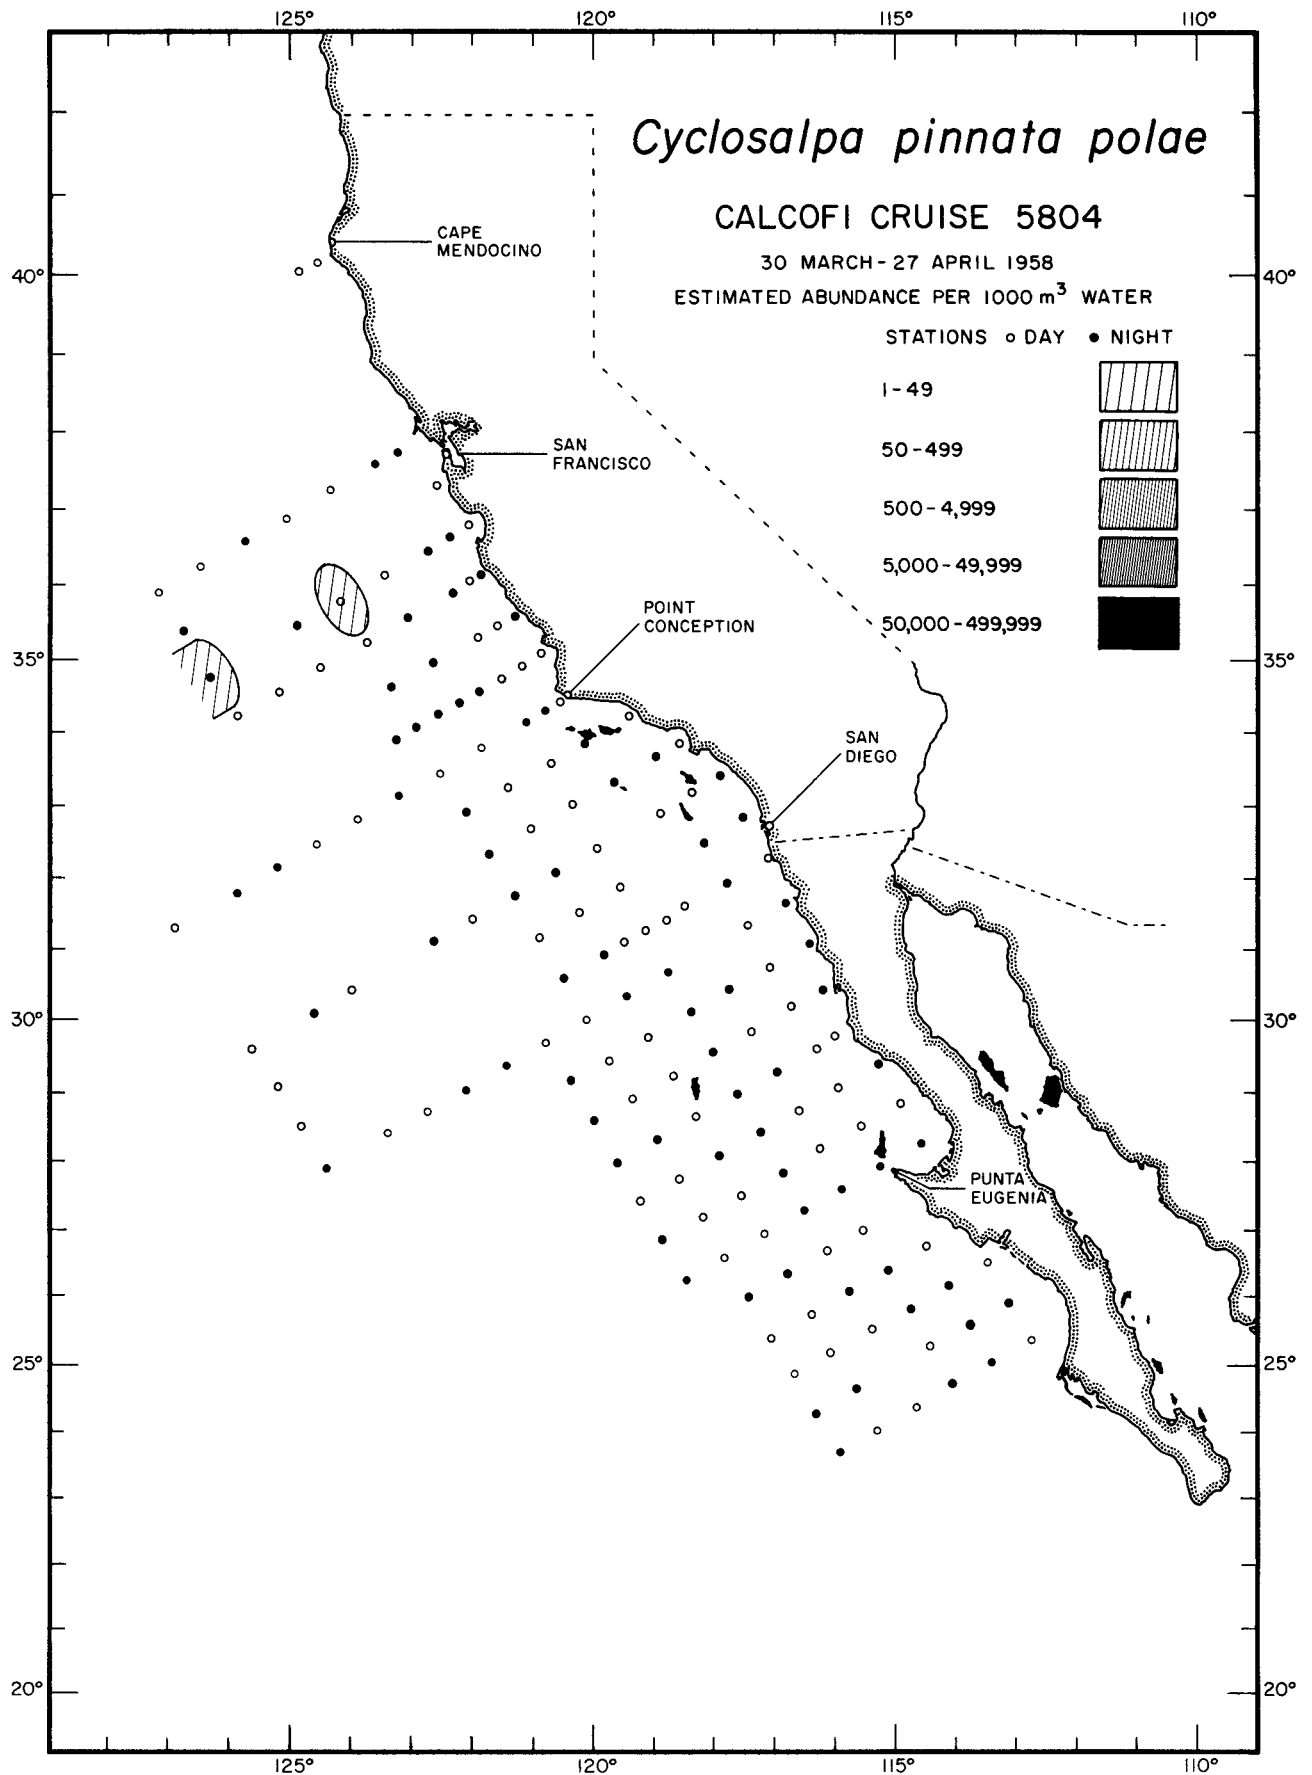 125° 120° 115° 110°
Cyclosalpa pinnata polae
CALCOFI CRUISE 5804
30 MARCH - 27 APRIL 1958
ESTIMATED ABUNDANCE PER 1000 m³ WATER
STATIONS ○ DAY ● NIGHT
1 - 49
50 - 499
500 - 4,999
5,000 - 49,999
50,000 - 499,999
CAPE
MENDOCINO
40° 40°
SAN
FRANCISCO
POINT
CONCEPTION
35° 35°
SAN
DIEGO
30° 30°
PUNTA
EUGENIA
25° 25°
20° 20°
125° 120° 115° 110°